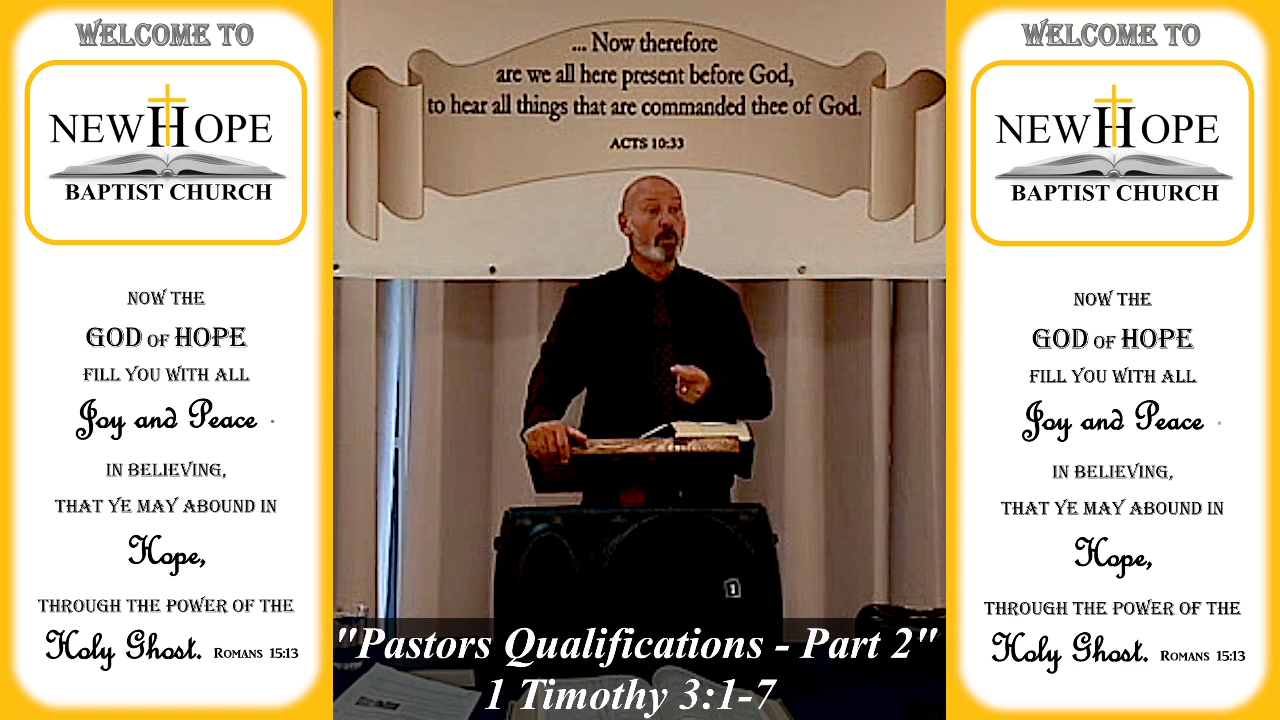 WELCOME TO
NEW HOPE
BAPTIST CHURCH
NOW THE
GOD OF HOPE
FILL YOU WITH ALL
Joy and Peace
IN BELIEVING,
THAT YE MAY ABOUND IN
Hope,
THROUGH THE POWER OF THE
Holy Ghost. ROMANS 15:13
... Now therefore
are we all here present before God,
to hear all things that are commanded thee of God.
ACTS 10:33
"Pastors Qualifications - Part 2"
1 Timothy 3:1-7
WELCOME TO
NEW HOPE
BAPTIST CHURCH
NOW THE
GOD OF HOPE
FILL YOU WITH ALL
Joy and Peace
IN BELIEVING,
THAT YE MAY ABOUND IN
Hope,
THROUGH THE POWER OF THE
Holy Ghost. ROMANS 15:13